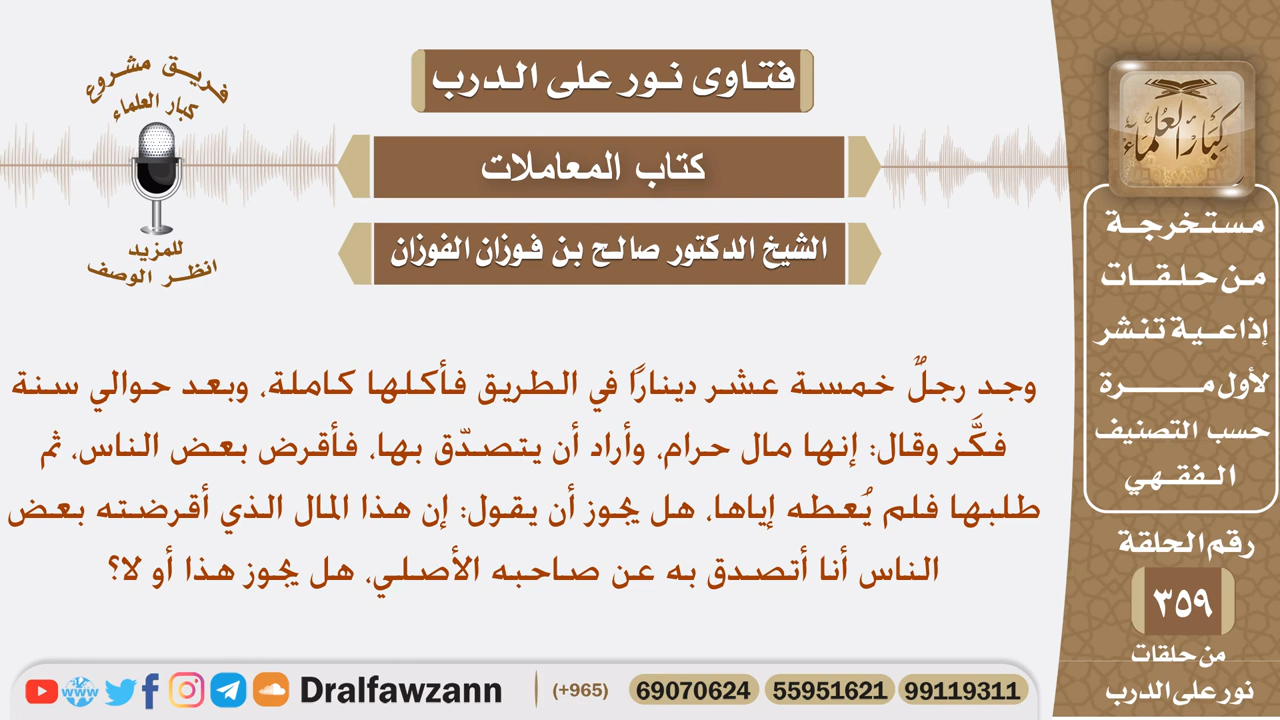 فتاوى نور على الدرب
كتاب المعاملات
الشيخ الدكتور صالح بن فوزان الفوزان
فريق مشروع
كبار العلماء
للمزيد
انظر الوصف
كبار العلماء
مستخرجة
من حلقات
إذاعية تنشر
لأول مرة
حسب التصنيف
الفقهي
رقم الحلقة
٣٥٩
من حلقات
نور على الدرب
وجد رجلٌ خمسة عشر دينارًا في الطريق فأكلها كاملة، وبعد حوالي سنة
فكَّر وقال: إنها مال حرام، وأراد أن يتصدّق بها، فأقرض بعض الناس، ثم
طلبها فلم يُعطه إياها، هل يجوز أن يقول: إن هذا المال الذي أقرضته بعض
الناس أنا أتصدق به عن صاحبه الأصلي، هل يجوز هذا أو لا؟
www
Dralfawzann
(+965)
69070624
55951621
99119311